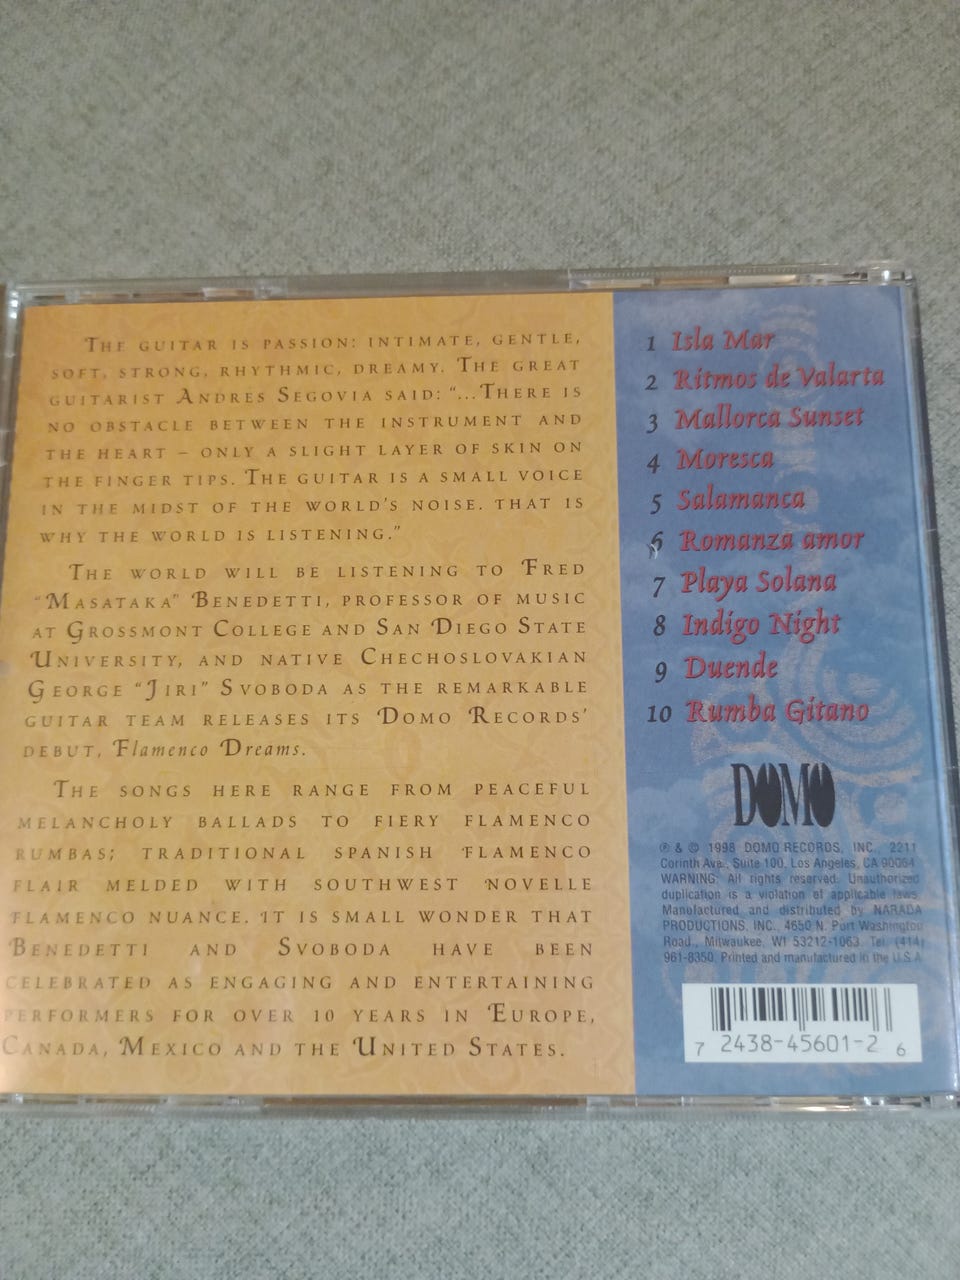 The guitar is passion: intimate, gentle,
soft, strong, rhythmic, dreamy. The great
guitarist Andres Segovia said: "...There is
no obstacle between the instrument and
the heart – only a slight layer of skin on
the finger tips. The guitar is a small voice
in the midst of the world's noise. that is
why the world is listening."
The world will be listening to Fred
"Masataka" Benedetti, professor of music
at Grossmont College and San Diego State
University, and native Chechoslovakian
George "Jiri" Svoboda as the remarkable
guitar team releases its Domo Records'
debut, Flamenco Dreams.
The songs here range from peaceful
melancholy ballads to fiery flamenco
rumbas; traditional Spanish Flamenco
flair melded with southwest novelle
flamenco nuance. It is small wonder that
Benedetti and Svoboda have been
celebrated as engaging and entertaining
performers for over 10 years in Europe,
Canada, Mexico and the United States.
1 Isla Mar
2 Ritmos de Valarta
3 Mallorca Sunset
4 Moresca
5 Salamanca
6 Romanza amor
7 Playa Solana
8 Indigo Night
9 Duende
10 Rumba Gitano
DOMO
℗ & © 1998 DOMO RECORDS, INC., 2211
Corinth Ave., Suite 100, Los Angeles, CA 90064
WARNING: All rights reserved. Unauthorized
duplication is a violation of applicable laws.
Manufactured and distributed by NARADA
PRODUCTIONS, INC., 4650 N. Port Washington
Road., Milwaukee, WI 53212-1063 Tel. (414)
961-8350. Printed and manufactured in the U.S.A.
7 2438-45601-2 6